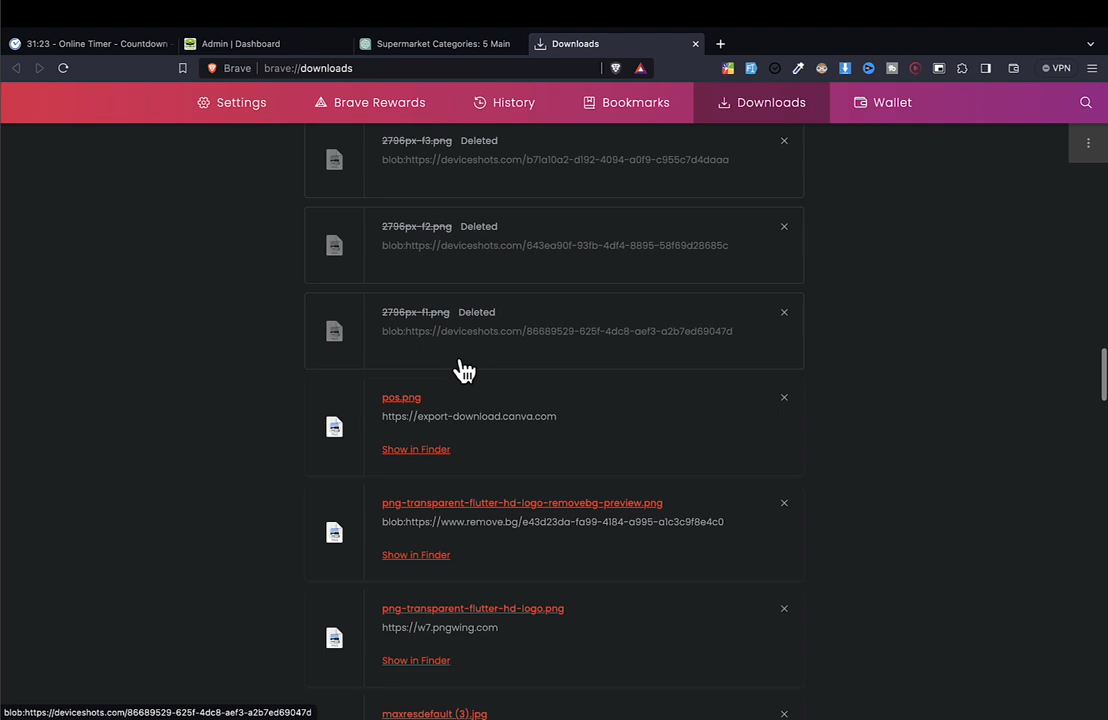 31:23 - Online Timer - Countdown
Admin | Dashboard
Supermarket Categories: 5 Main
Downloads
Brave
brave://downloads
VPN
Settings
Brave Rewards
History
Bookmarks
Downloads
Wallet
2796px-f3.png Deleted
blob:https://deviceshots.com/b71a10a2-d192-4094-a0f9-c955c7d4daaa
2796px-f2.png Deleted
blob:https://deviceshots.com/643ea90f-93fb-4df4-8895-58f69d28685c
2796px-f1.png Deleted
blob:https://deviceshots.com/86689529-625f-4dc8-aef3-a2b7ed69047d
pos.png
https://export-download.canva.com
Show in Finder
png-transparent-flutter-hd-logo-removebg-preview.png
blob:https://www.remove.bg/e43d23da-fa99-4184-a995-a1c3c9f8e4c0
Show in Finder
png-transparent-flutter-hd-logo.png
https://w7.pngwing.com
Show in Finder
maxresdefault (3).jpg
blob:https://deviceshots.com/86689529-625f-4dc8-aef3-a2b7ed69047d